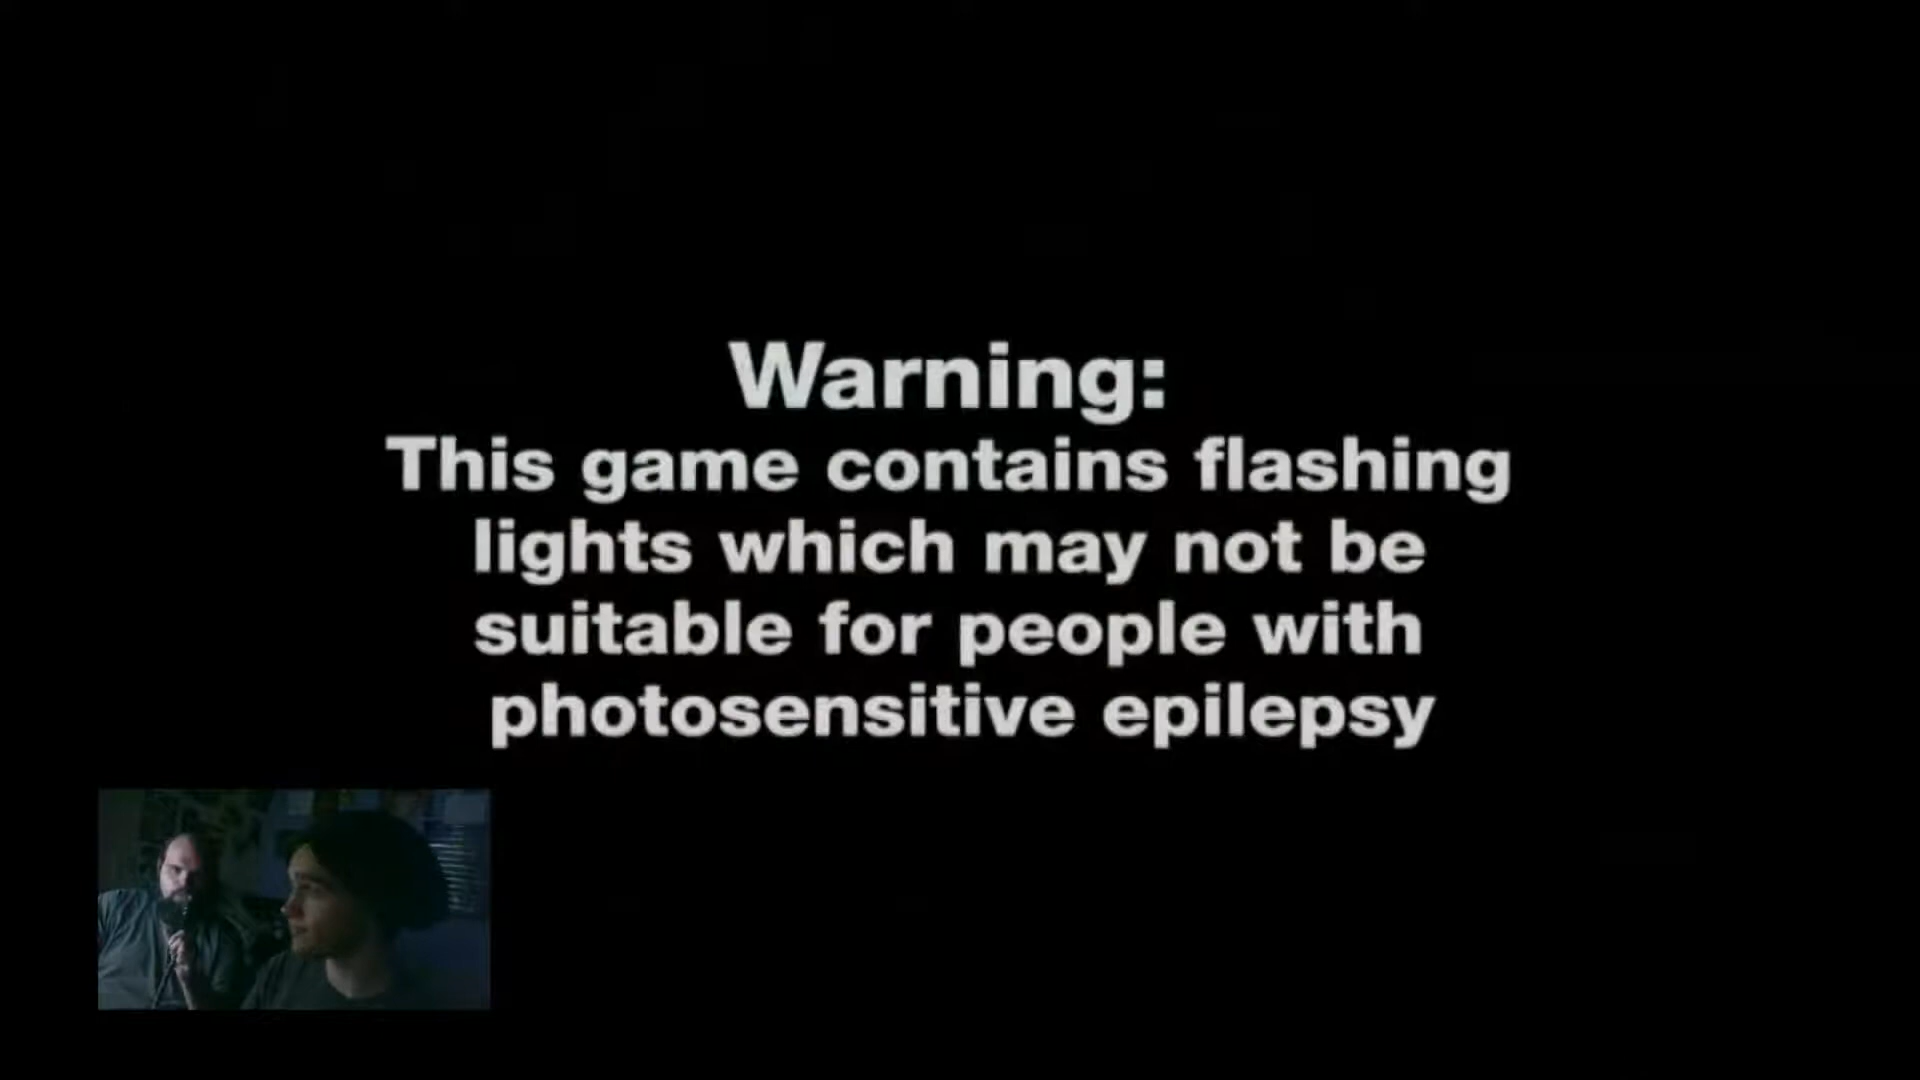 Warning:
This game contains flashing
lights which may not be
suitable for people with
photosensitive epilepsy